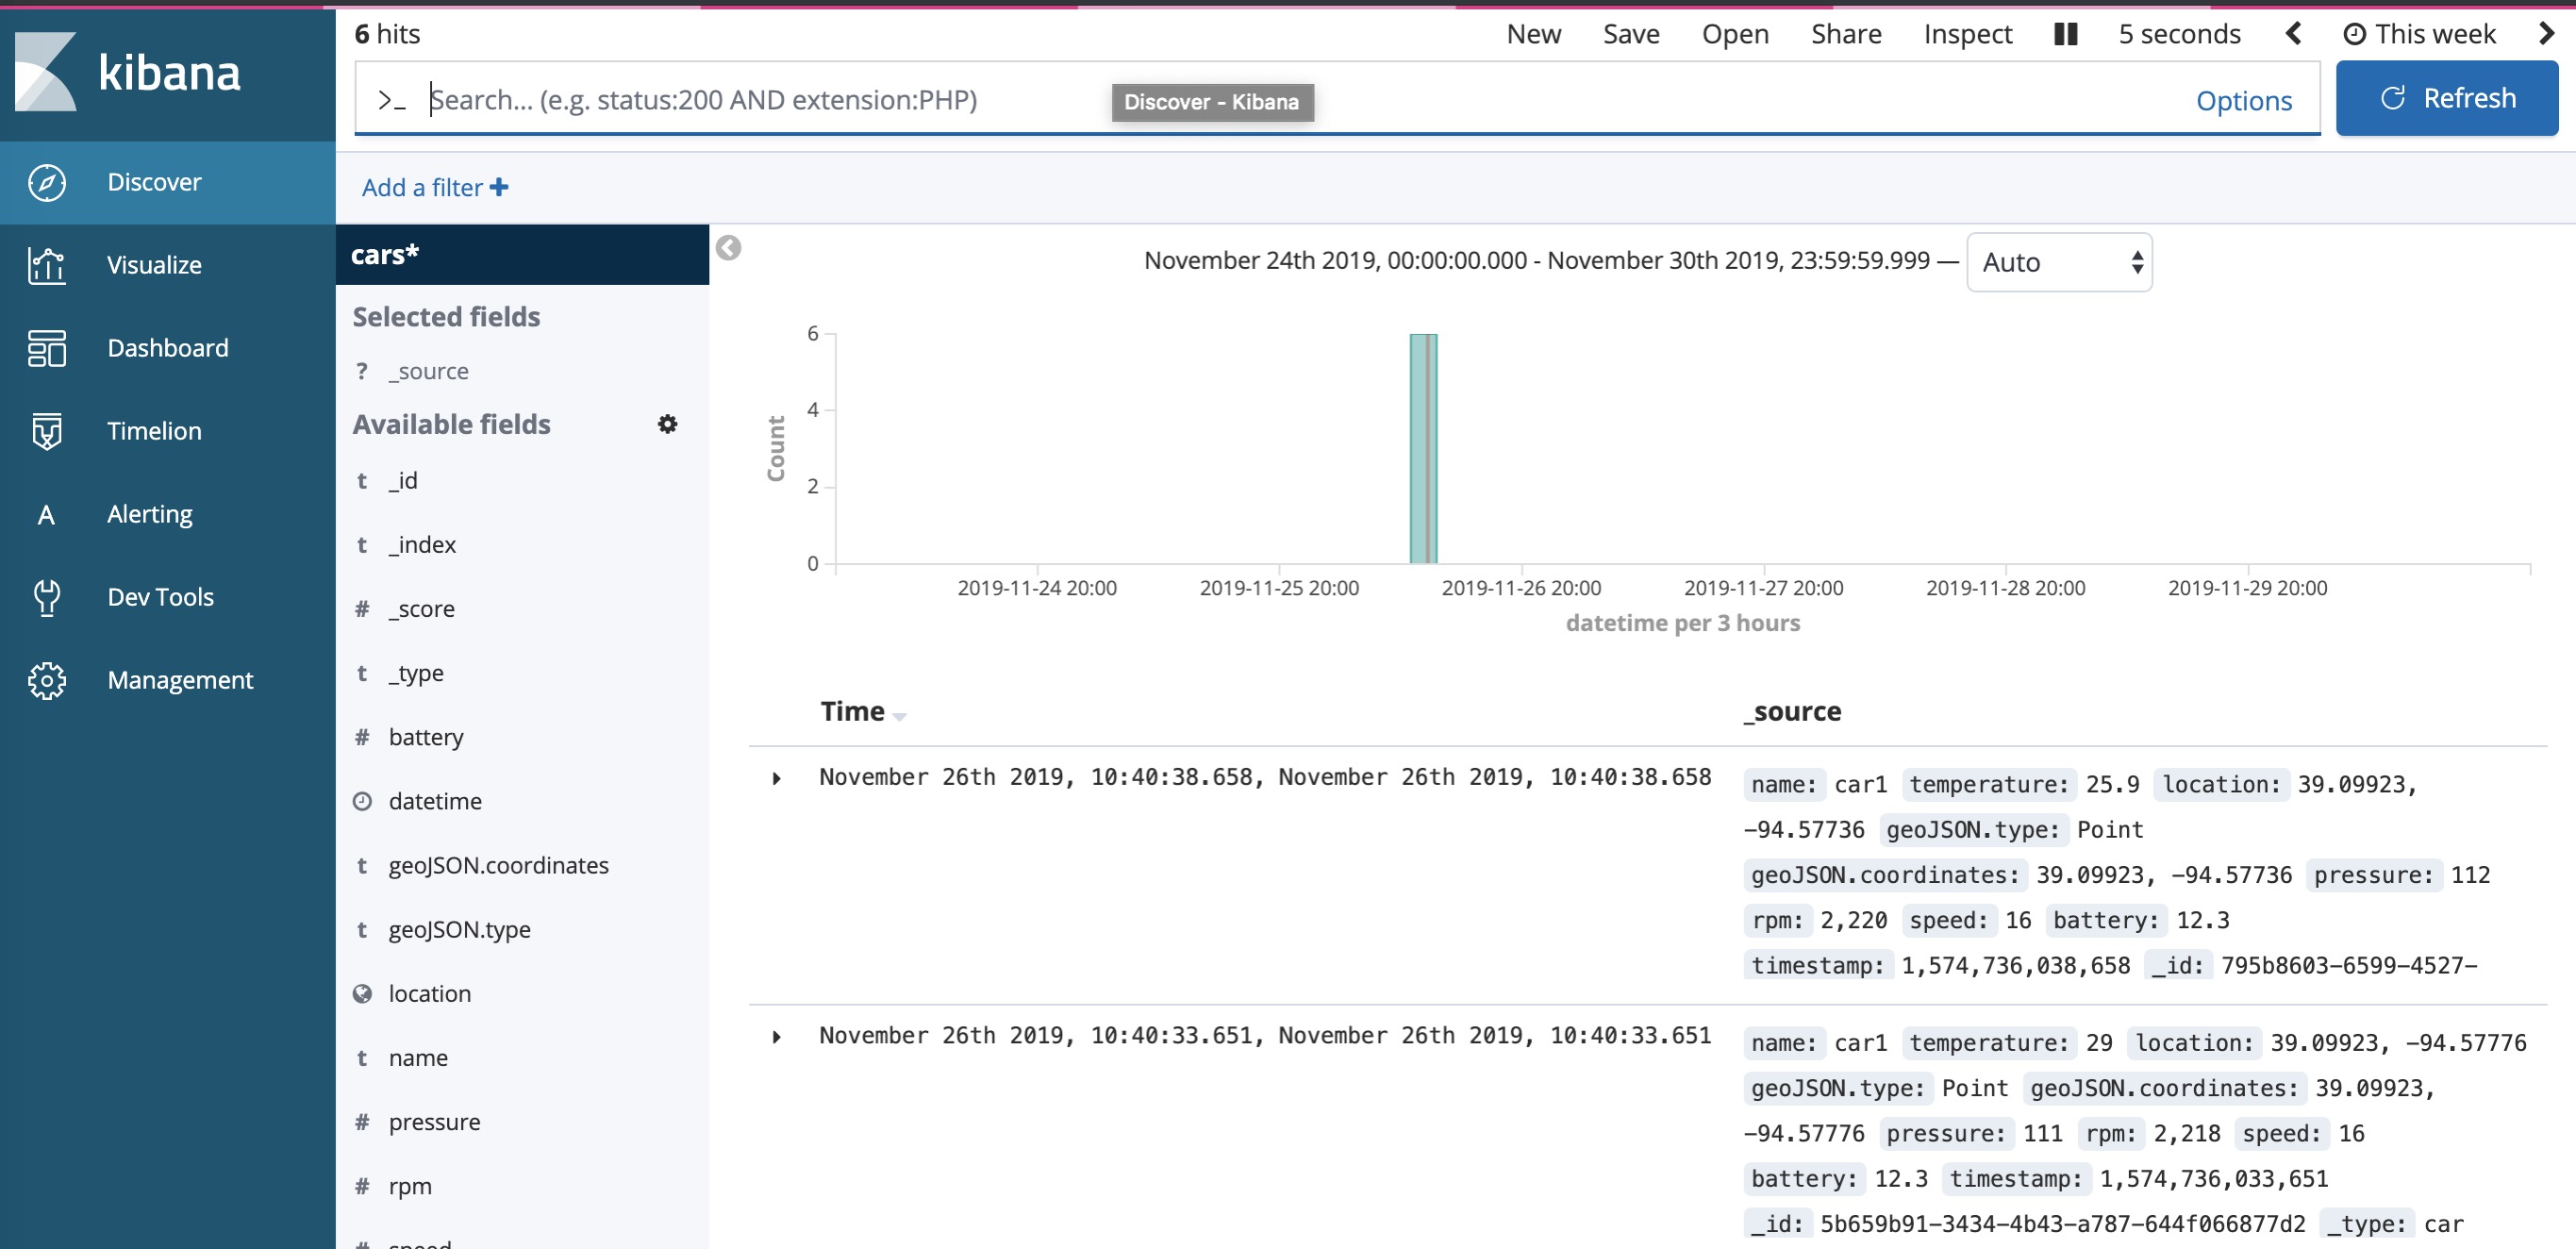 kibana
Discover
Visualize
Dashboard
Timelion
A Alerting
Dev Tools
Management
6 hits
New Save Open Share Inspect 5 seconds This week
>_ Search... (e.g. status:200 AND extension:PHP)
Discover - Kibana
Options
Refresh
Add a filter +
cars*
Selected fields
? _source
Available fields
t _id
t _index
# _score
t _type
# battery
datetime
t geoJSON.coordinates
t geoJSON.type
location
t name
# pressure
# rpm
# speed
November 24th 2019, 00:00:00.000 - November 30th 2019, 23:59:59.999 — Auto
6
4
2
0
Count
2019-11-24 20:00 2019-11-25 20:00 2019-11-26 20:00 2019-11-27 20:00 2019-11-28 20:00 2019-11-29 20:00
datetime per 3 hours
Time _source
November 26th 2019, 10:40:38.658, November 26th 2019, 10:40:38.658
name: car1 temperature: 25.9 location: 39.09923,
-94.57736 geoJSON.type: Point
geoJSON.coordinates: 39.09923, -94.57736 pressure: 112
rpm: 2,220 speed: 16 battery: 12.3
timestamp: 1,574,736,038,658 _id: 795b8603-6599-4527-
November 26th 2019, 10:40:33.651, November 26th 2019, 10:40:33.651
name: car1 temperature: 29 location: 39.09923, -94.57776
geoJSON.type: Point geoJSON.coordinates: 39.09923,
-94.57776 pressure: 111 rpm: 2,218 speed: 16
battery: 12.3 timestamp: 1,574,736,033,651
_id: 5b659b91-3434-4b43-a787-644f066877d2 _type: car